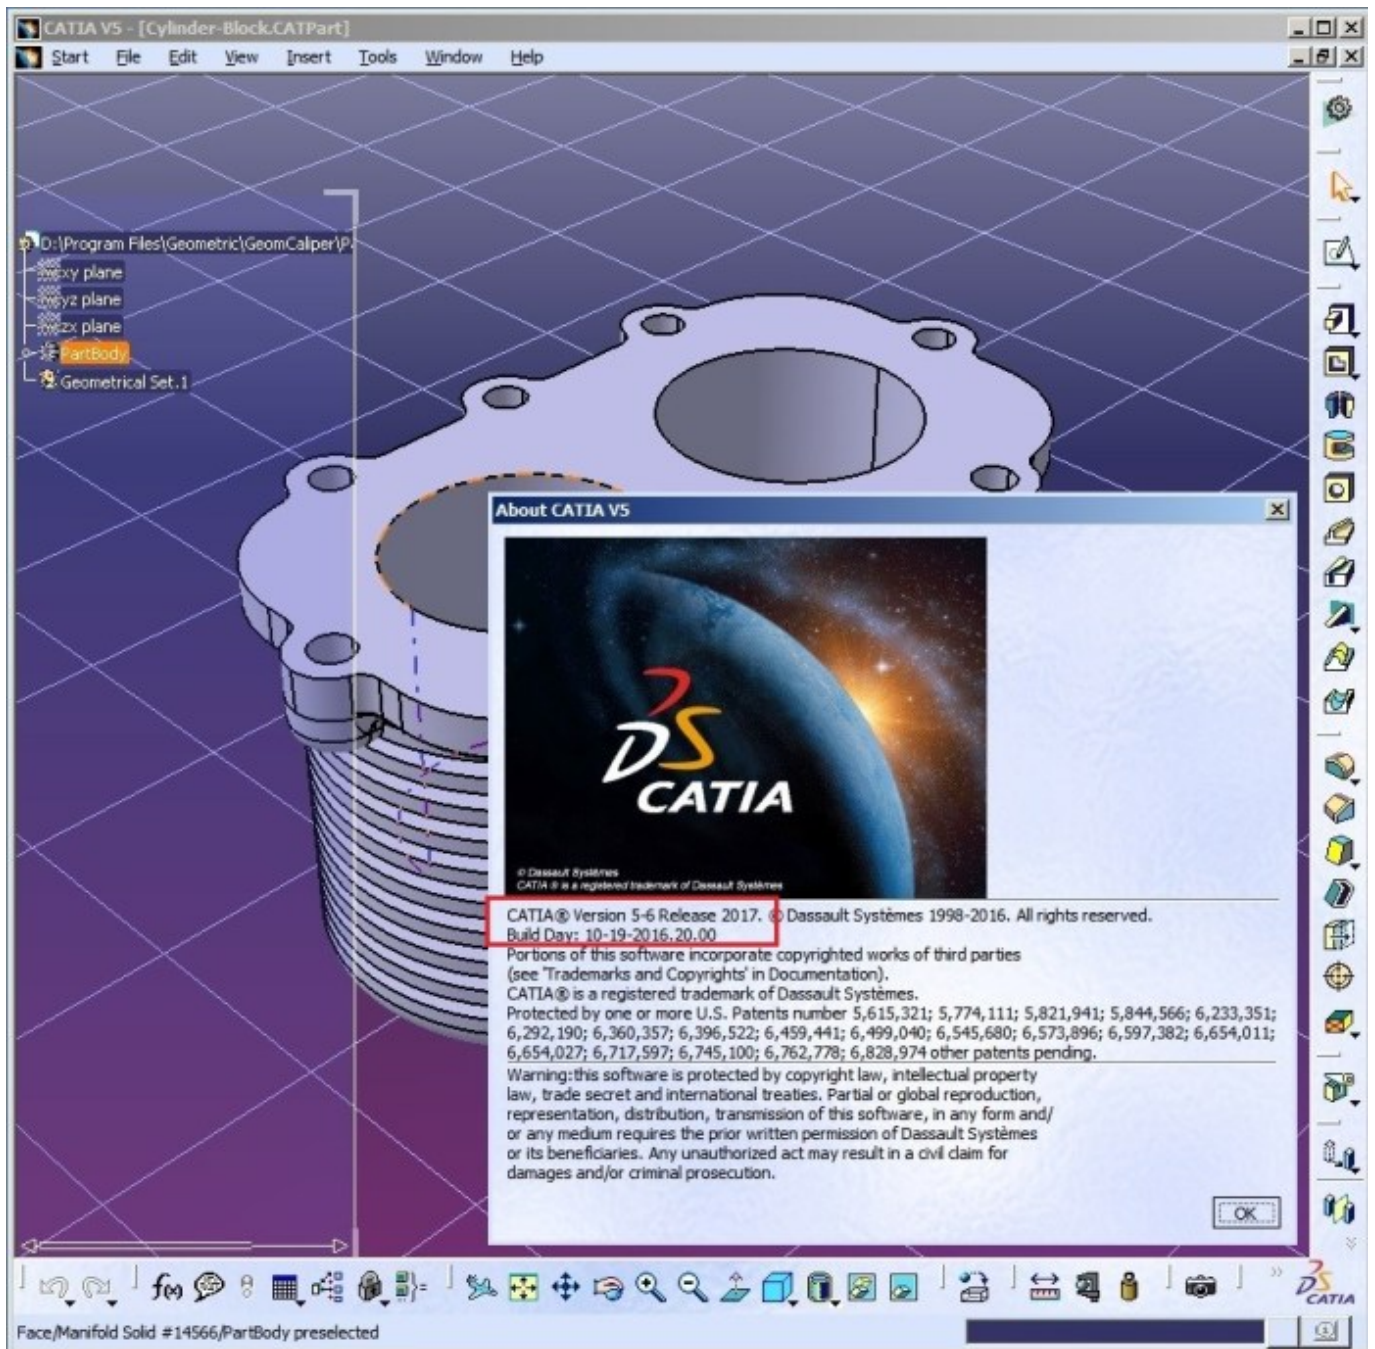 CATIA V5 - [Cylinder-Block.CATPart]
Start File Edit View Insert Tools Window Help
D:\Program Files\Geometric\GeomCaliper\P
xy plane
yz plane
zx plane
PartBody
Geometrical Set.1
About CATIA V5
DS
CATIA
© Dassault Systèmes
CATIA ® is a registered trademark of Dassault Systèmes
CATIA® Version 5-6 Release 2017. © Dassault Systèmes 1998-2016. All rights reserved.
Build Day: 10-19-2016.20.00
Portions of this software incorporate copyrighted works of third parties
(see 'Trademarks and Copyrights' in Documentation).
CATIA® is a registered trademark of Dassault Systèmes.
Protected by one or more U.S. Patents number 5,615,321; 5,774,111; 5,821,941; 5,844,566; 6,233,351;
6,292,190; 6,360,357; 6,396,522; 6,459,441; 6,499,040; 6,545,680; 6,573,896; 6,597,382; 6,654,011;
6,654,027; 6,717,597; 6,745,100; 6,762,778; 6,828,974 other patents pending.
Warning:this software is protected by copyright law, intellectual property
law, trade secret and international treaties. Partial or global reproduction,
representation, distribution, transmission of this software, in any form and/
or any medium requires the prior written permission of Dassault Systèmes
or its beneficiaries. Any unauthorized act may result in a civil claim for
damages and/or criminal prosecution.
OK
f(x)
DS
CATIA
Face/Manifold Solid #14566/PartBody preselected